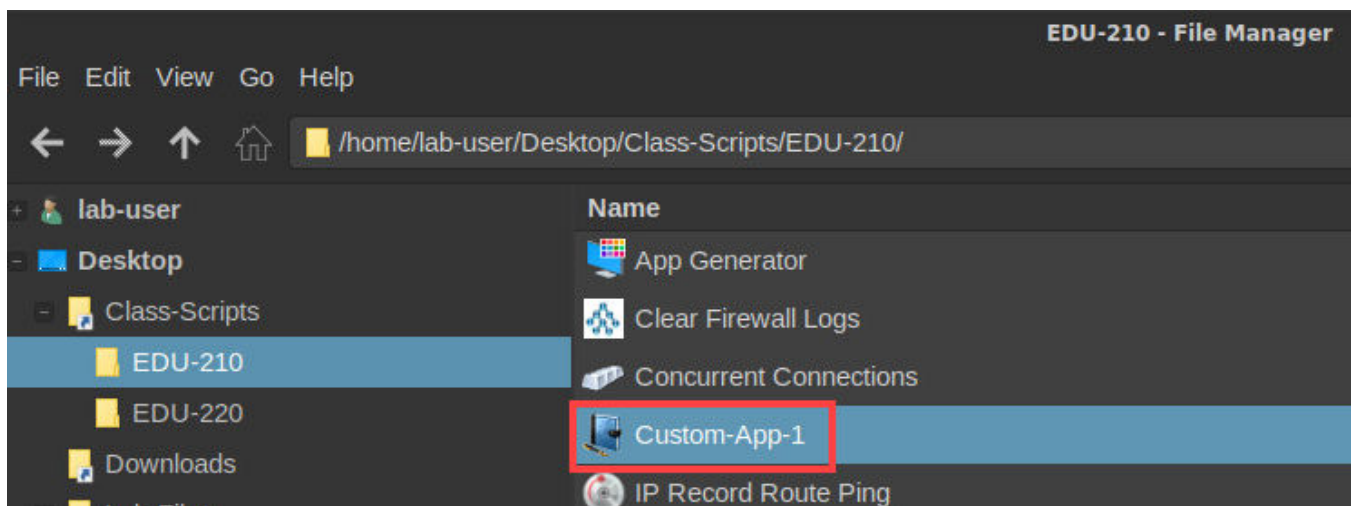 EDU-210 - File Manager
File Edit View Go Help
/home/lab-user/Desktop/Class-Scripts/EDU-210/
lab-user
Desktop
Class-Scripts
EDU-210
EDU-220
Downloads
Name
App Generator
Clear Firewall Logs
Concurrent Connections
Custom-App-1
IP Record Route Ping